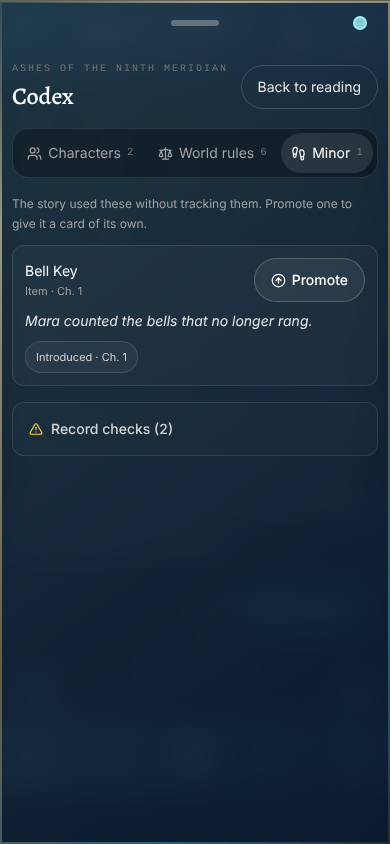 ASHES OF THE NINTH MERIDIAN
Codex
Back to reading
Characters 2
World rules 6
Minor 1
The story used these without tracking them. Promote one to
give it a card of its own.
Bell Key
Item · Ch. 1
Promote
Mara counted the bells that no longer rang.
Introduced · Ch. 1
Record checks (2)